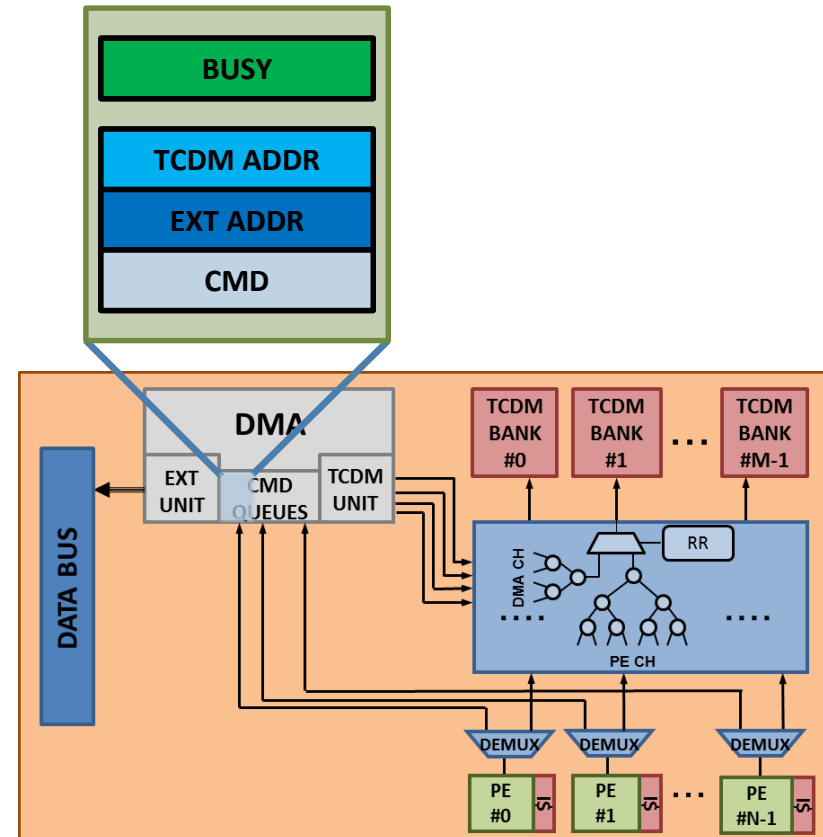 BUSY
TCDM ADDR
EXT ADDR
CMD
DMA
EXT
UNIT
CMD
QUEUES
TCDM
UNIT
DATA BUS
TCDM
BANK
#0
TCDM
BANK
#1
...
TCDM
BANK
#M-1
RR
DMA CH
....
....
PE CH
DEMUX
DEMUX
DEMUX
PE
#0
I$
PE
#1
I$
...
PE
#N-1
I$